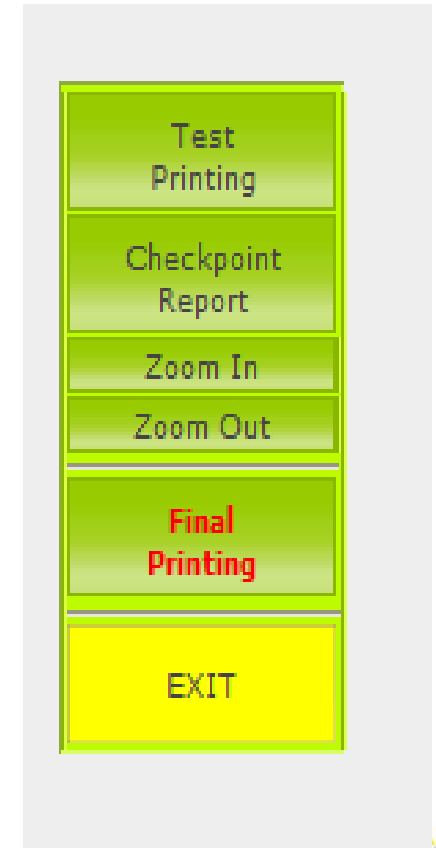 Test
Printing
Checkpoint
Report
Zoom In
Zoom Out
Final
Printing
EXIT